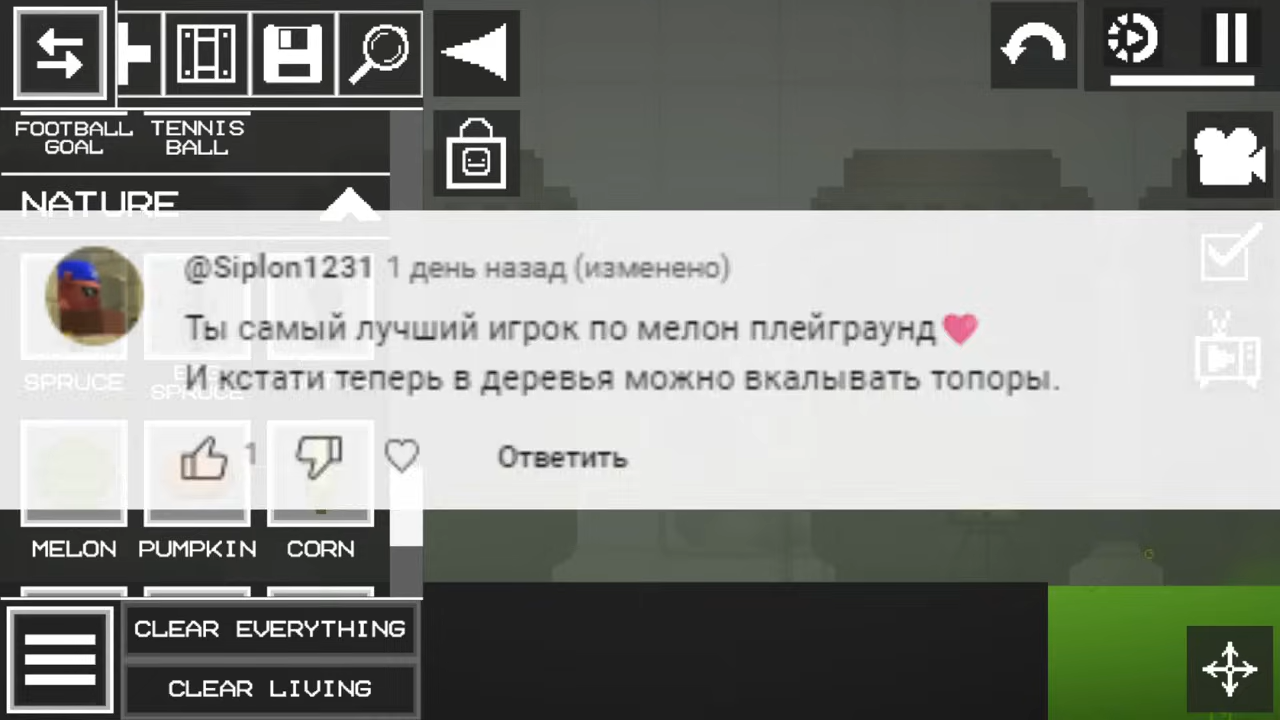 FOOTBALL GOAL
TENNIS BALL
NATURE
@Siplon1231 1 день назад (изменено)
Ты самый лучший игрок по мелон плейграунд
И кстати теперь в деревья можно вкалывать топоры.
SPRUCE
SPRUCE
1
Ответить
MELON
PUMPKIN
CORN
CLEAR EVERYTHING
CLEAR LIVING